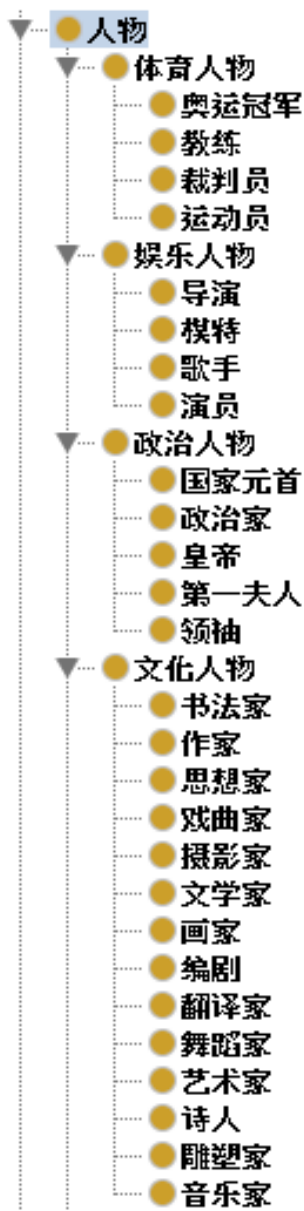 人物
体育人物
奥运冠军
教练
裁判员
运动员
娱乐人物
导演
模特
歌手
演员
政治人物
国家元首
政治家
皇帝
第一夫人
领袖
文化人物
书法家
作家
思想家
戏曲家
摄影家
文学家
画家
编剧
翻译家
舞蹈家
艺术家
诗人
雕塑家
音乐家